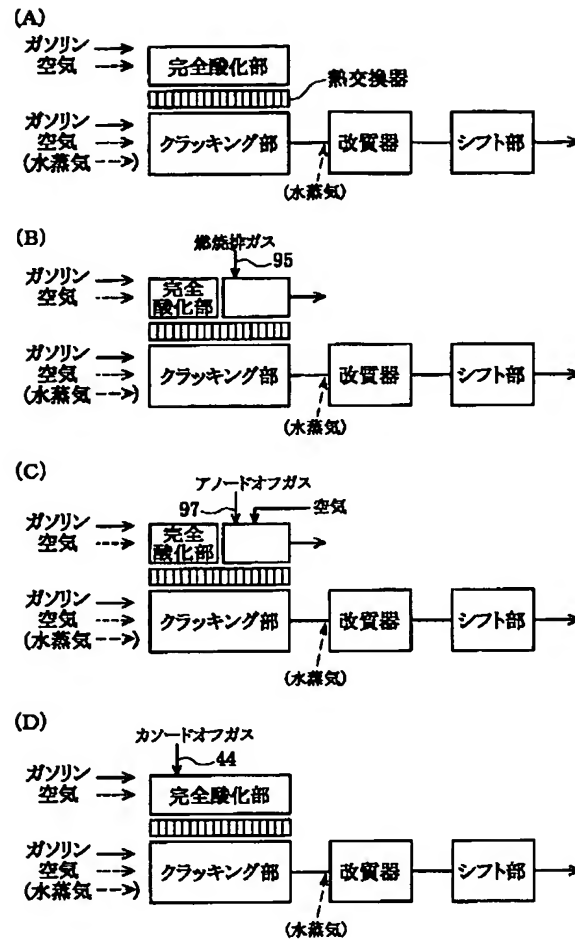 (A)
ガソリン
空気
完全酸化部
熱交換器
ガソリン
空気
(水蒸気
)
クラッキング部
改質器
シフト部
(水蒸気)
(B)
燃焼排ガス
95
ガソリン
空気
完全
酸化部
ガソリン
空気
(水蒸気
)
クラッキング部
改質器
シフト部
(水蒸気)
(C)
アノードオフガス
97
空気
ガソリン
空気
完全
酸化部
ガソリン
空気
(水蒸気
)
クラッキング部
改質器
シフト部
(水蒸気)
(D)
カソードオフガス
44
ガソリン
空気
完全酸化部
ガソリン
空気
(水蒸気
)
クラッキング部
改質器
シフト部
(水蒸気)